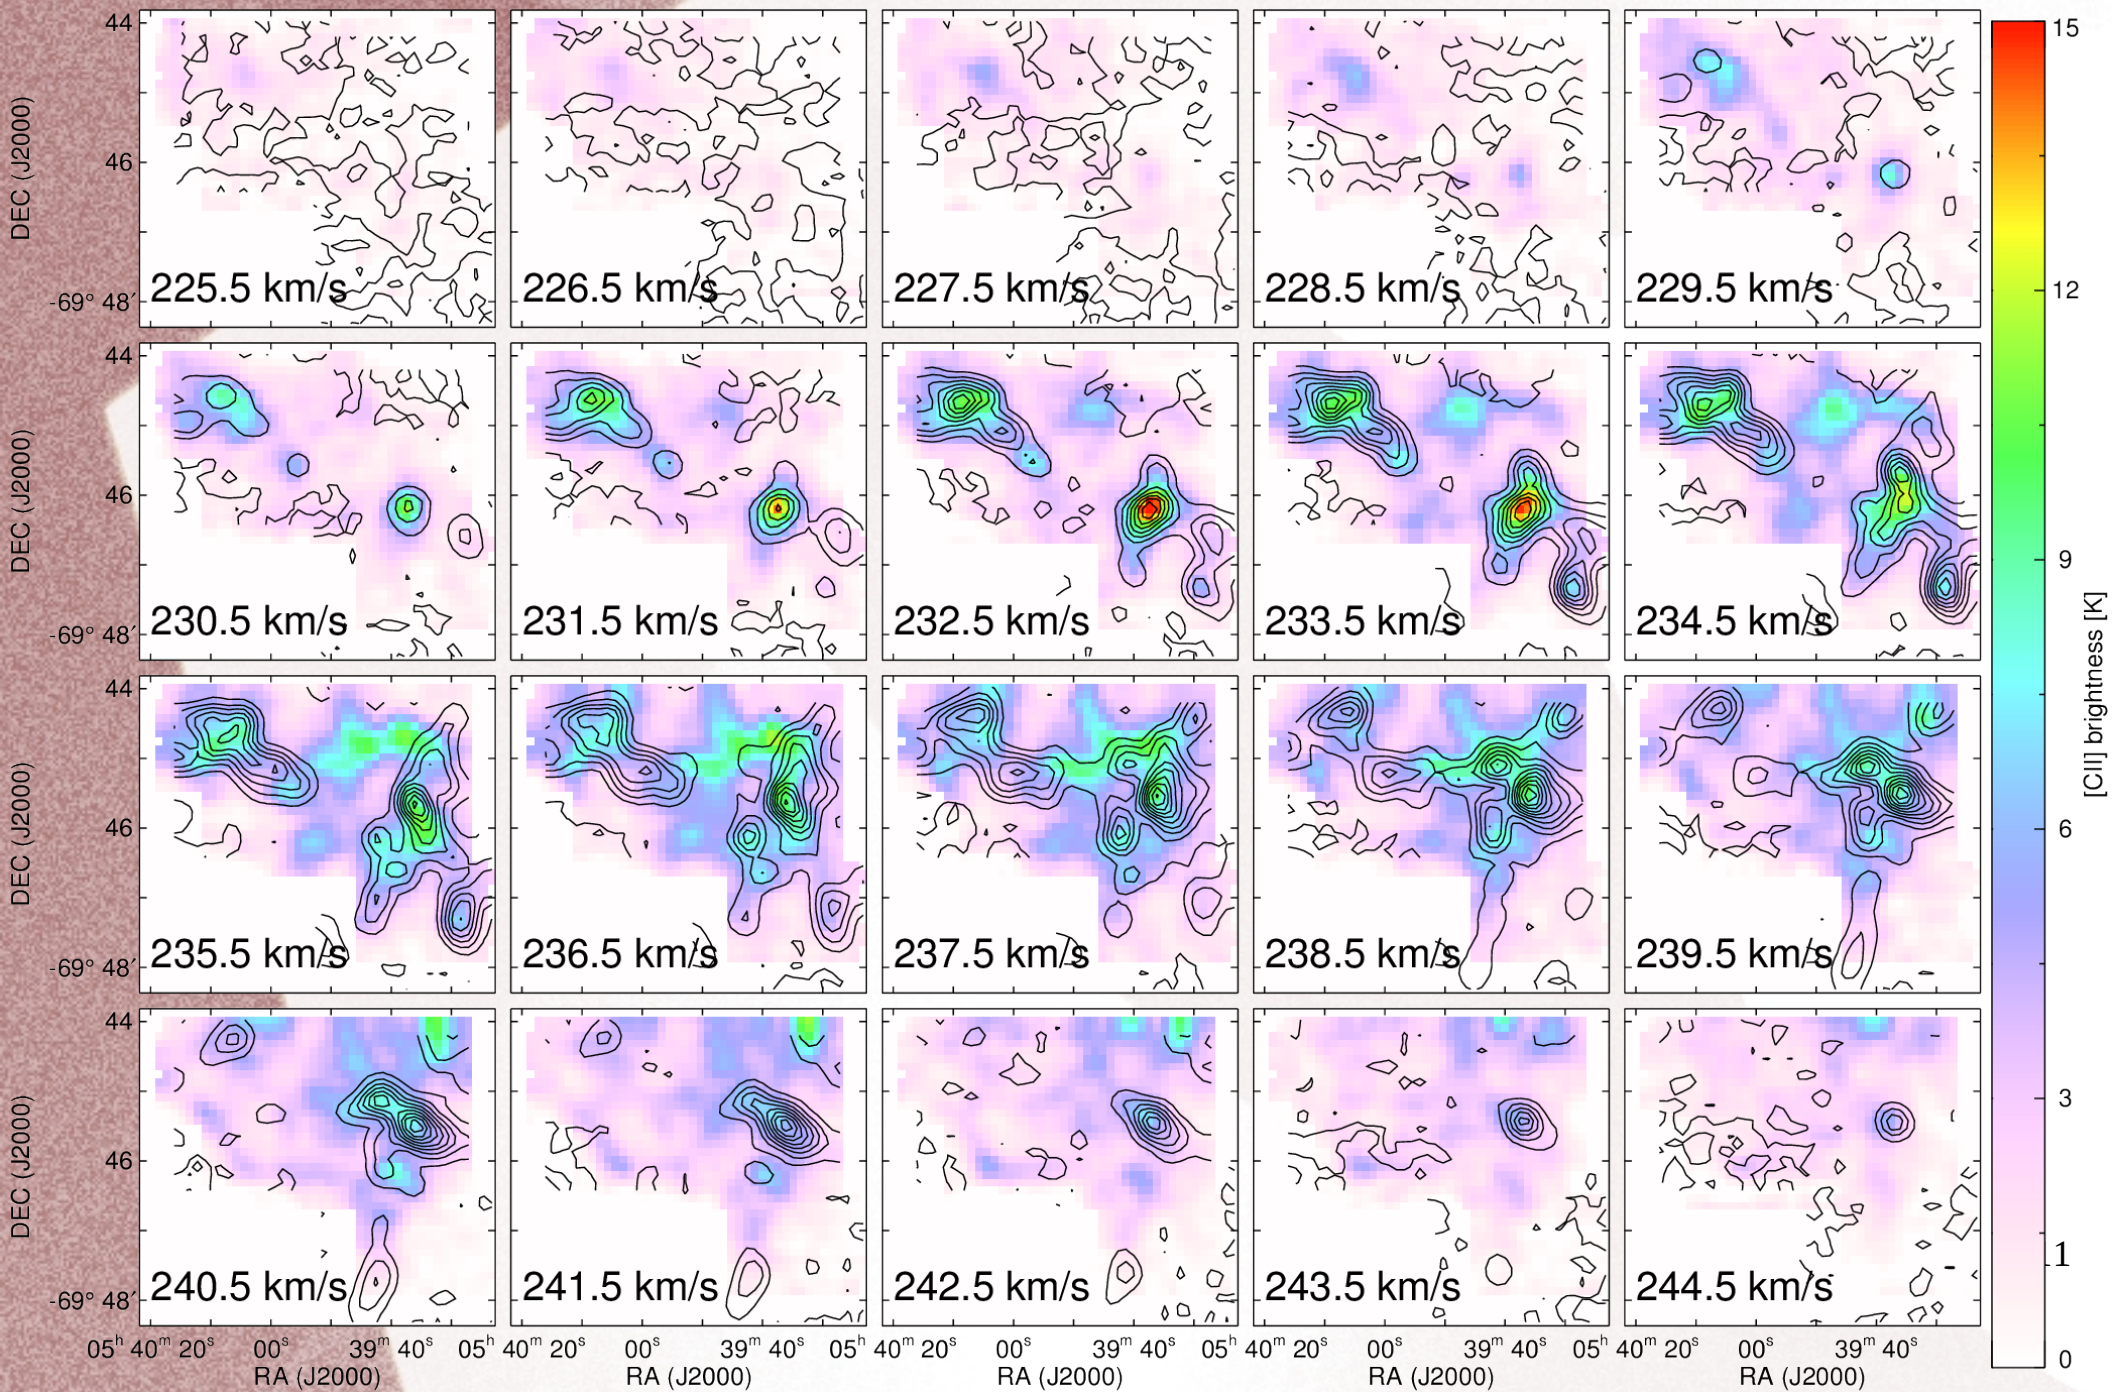 44
46
-69° 48′
DEC (J2000)
225.5 km/s
226.5 km/s
227.5 km/s
228.5 km/s
229.5 km/s
44
46
-69° 48′
DEC (J2000)
230.5 km/s
231.5 km/s
232.5 km/s
233.5 km/s
234.5 km/s
44
46
-69° 48′
DEC (J2000)
235.5 km/s
236.5 km/s
237.5 km/s
238.5 km/s
239.5 km/s
44
46
-69° 48′
DEC (J2000)
240.5 km/s
241.5 km/s
242.5 km/s
243.5 km/s
244.5 km/s
05ʰ 40ᵐ 20ˢ 00ˢ 39ᵐ 40ˢ 05ʰ 40ᵐ 20ˢ 00ˢ 39ᵐ 40ˢ 05ʰ 40ᵐ 20ˢ 00ˢ 39ᵐ 40ˢ 05ʰ 40ᵐ 20ˢ 00ˢ 39ᵐ 40ˢ 05ʰ 40ᵐ 20ˢ 00ˢ 39ᵐ 40ˢ
RA (J2000) RA (J2000) RA (J2000) RA (J2000) RA (J2000)
15
12
9
6
3
1
0
[CII] brightness [K]